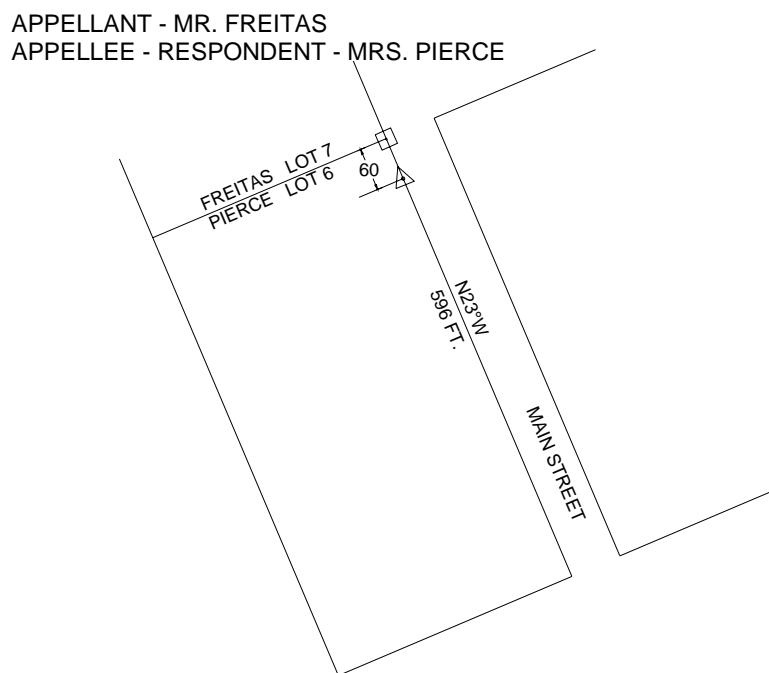 APPELLANT - MR. FREITAS
APPELLEE - RESPONDENT - MRS. PIERCE
FREITAS LOT 7
PIERCE LOT 6
60
N23°W
596 FT.
MAIN STREET